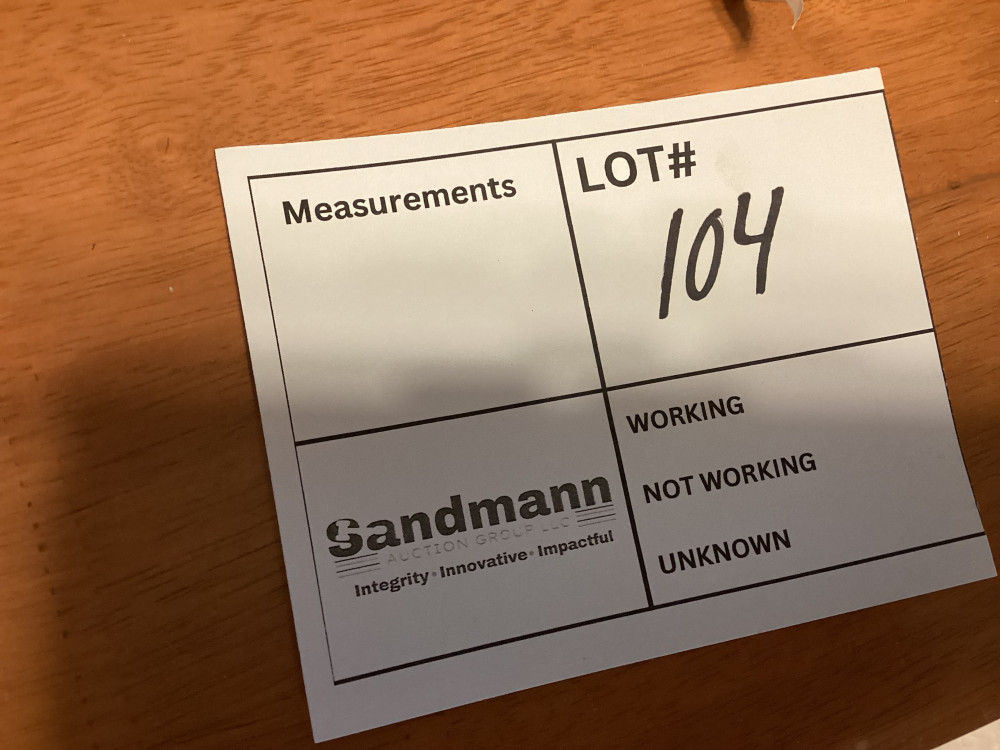 Measurements
LOT#
104
WORKING
NOT WORKING
UNKNOWN
Sandmann
AUCTION GROUP LLC
Integrity • Innovative • Impactful